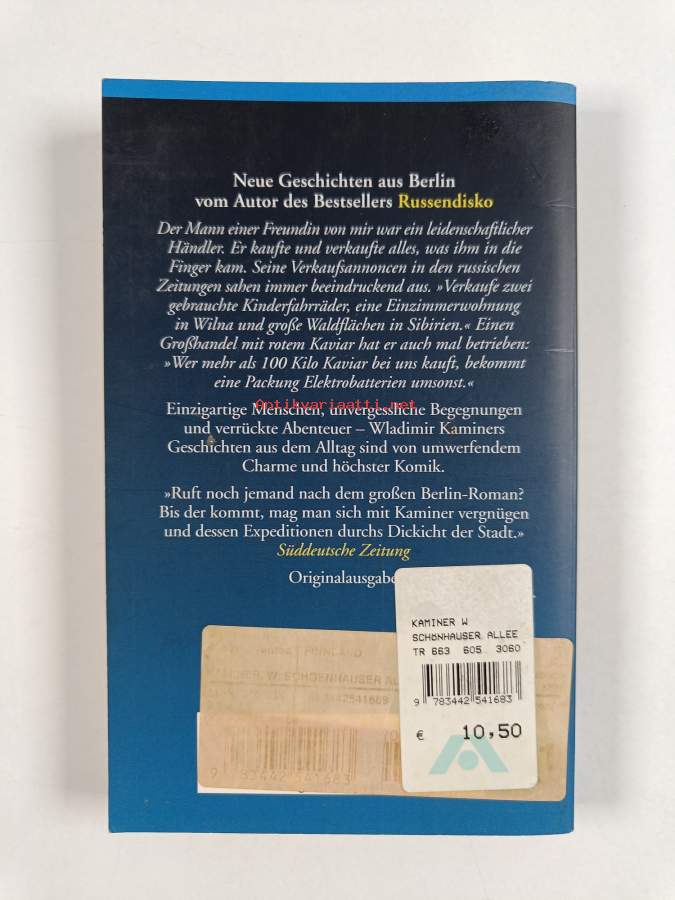 Neue Geschichten aus Berlin
vom Autor des Bestsellers Russendisko
Der Mann einer Freundin von mir war ein leidenschaftlicher
Händler. Er kaufte und verkaufte alles, was ihm in die
Finger kam. Seine Verkaufsannoncen in den russischen
Zeitungen sahen immer beeindruckend aus. »Verkaufe zwei
gebrauchte Kinderfahrräder, eine Einzimmerwohnung
in Wilna und große Waldflächen in Sibirien.« Einen
Großhandel mit rotem Kaviar hat er auch mal betrieben:
»Wer mehr als 100 Kilo Kaviar bei uns kauft, bekommt
eine Packung Elektrobatterien umsonst.«
Antikvariaatti.net
Einzigartige Menschen, unvergessliche Begegnungen
und verrückte Abenteuer – Wladimir Kaminers
Geschichten aus dem Alltag sind von umwerfendem
Charme und höchster Komik.
»Ruft noch jemand nach dem großen Berlin-Roman?
Bis der kommt, mag man sich mit Kaminer vergnügen
und dessen Expeditionen durchs Dickicht der Stadt.»
Süddeutsche Zeitung
Originalausgabe
KAMINER W
SCHÖNHAUSER ALLEE
TR 663 605 3060
9 783442 541683
€ 10,50
W. SCHOENHAUSER AL
9 783442 541683